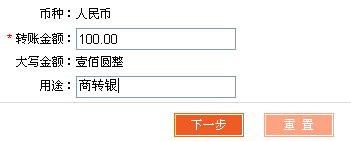 币种：人民币
* 转账金额：100.00
大写金额：壹佰圆整
用途：商转银
下一步 重 置